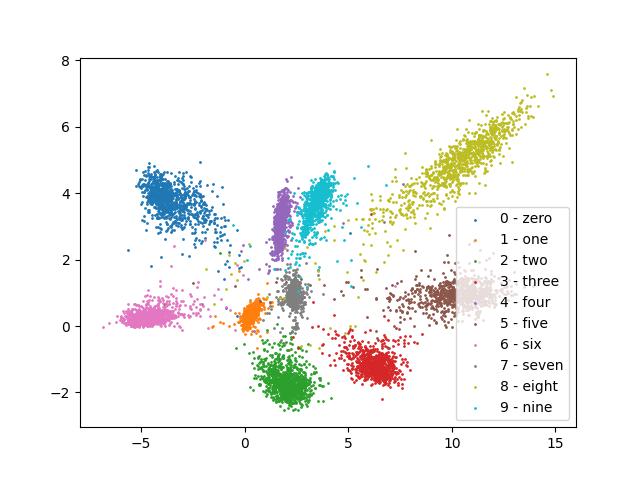 8
6
4
2
0
−2
−5
0
5
10
15
0 - zero
1 - one
2 - two
3 - three
4 - four
5 - five
6 - six
7 - seven
8 - eight
9 - nine